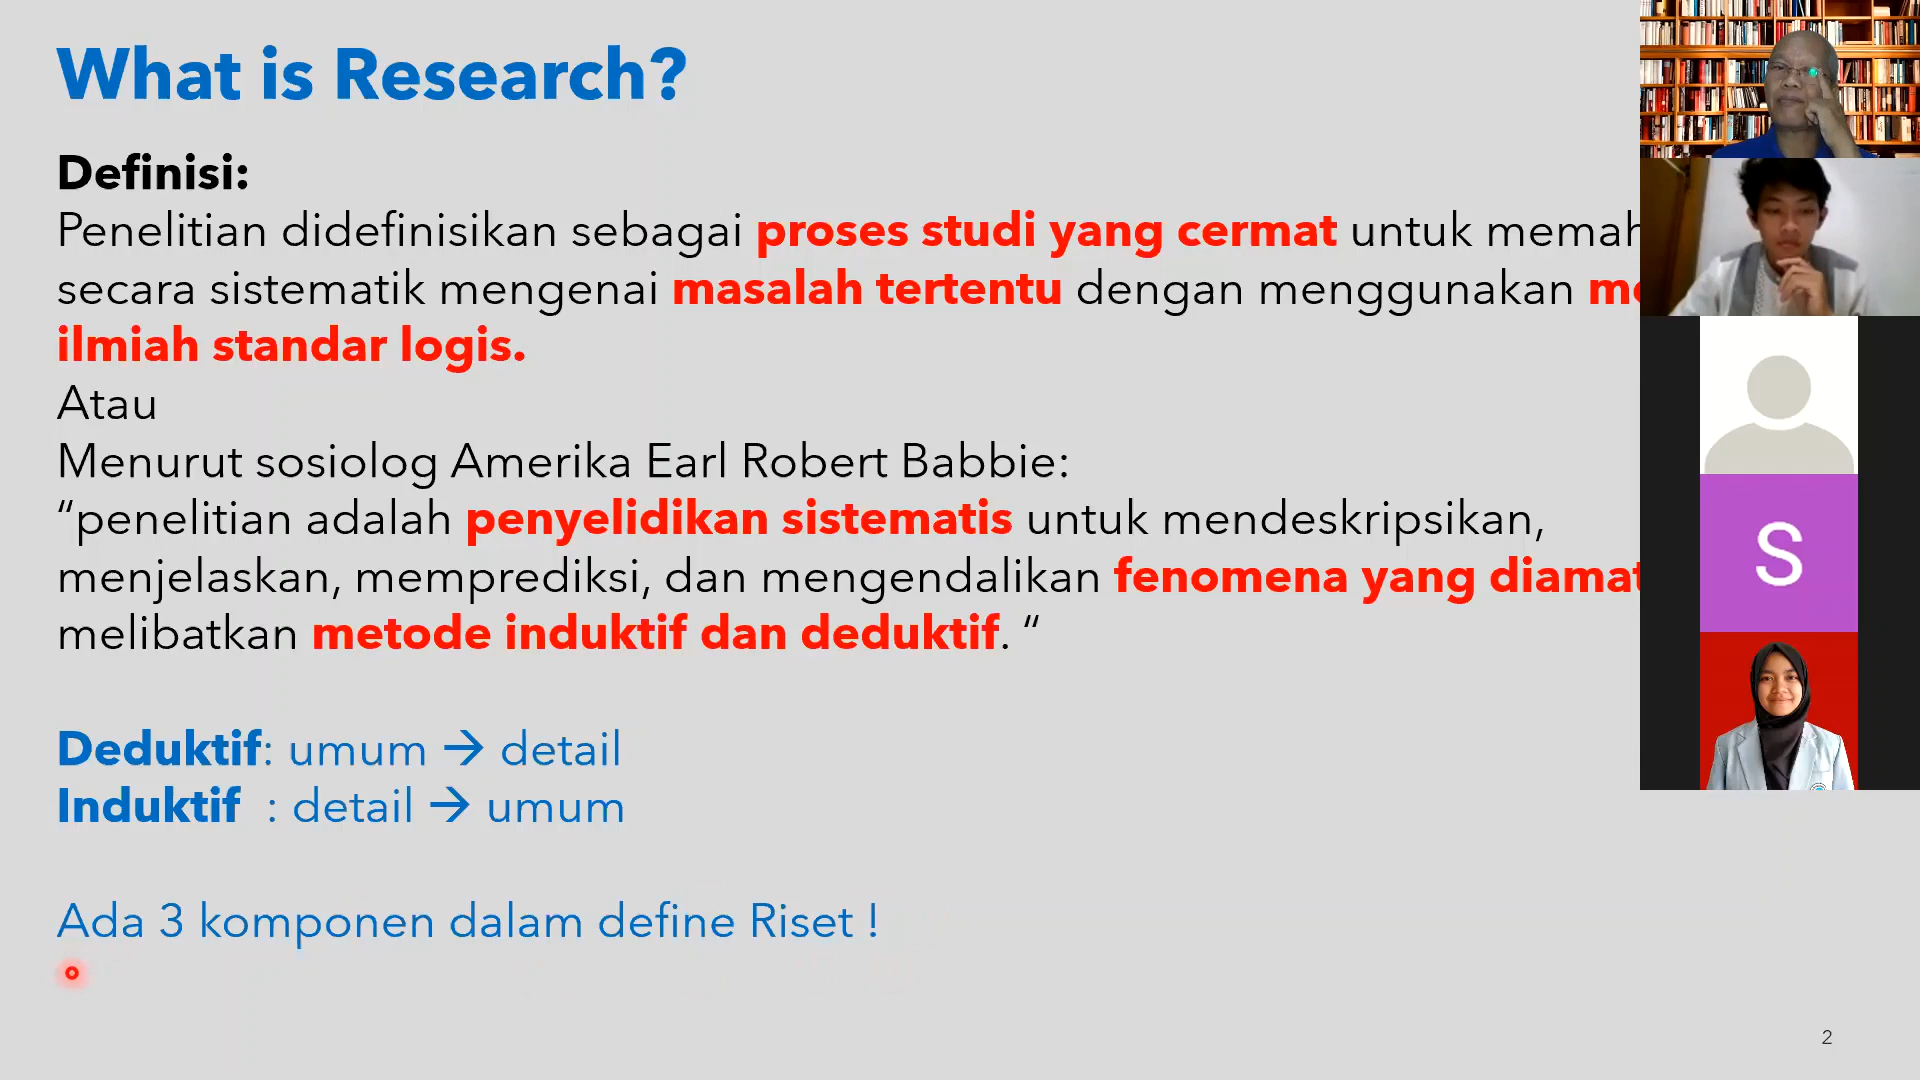 What is Research?
Definisi:
Penelitian didefinisikan sebagai proses studi yang cermat untuk
secara sistematik mengenai masalah tertentu dengan menggunakan
ilmiah standar logis.
Atau
Menurut sosiolog Amerika Earl Robert Babbie:
“penelitian adalah penyelidikan sistematis untuk mendeskripsikan,
menjelaskan, memprediksi, dan mengendalikan fenomena yang
melibatkan metode induktif dan deduktif. “
Deduktif: umum → detail
Induktif : detail → umum
Ada 3 komponen dalam define Riset !
S
2